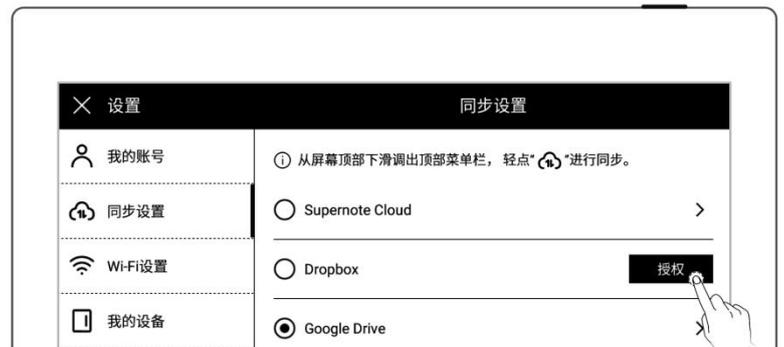 设置
同步设置
我的账号
从屏幕顶部下滑调出顶部菜单栏， 轻点“ ”进行同步。
同步设置
Supernote Cloud
Wi-Fi设置
Dropbox
授权
我的设备
Google Drive